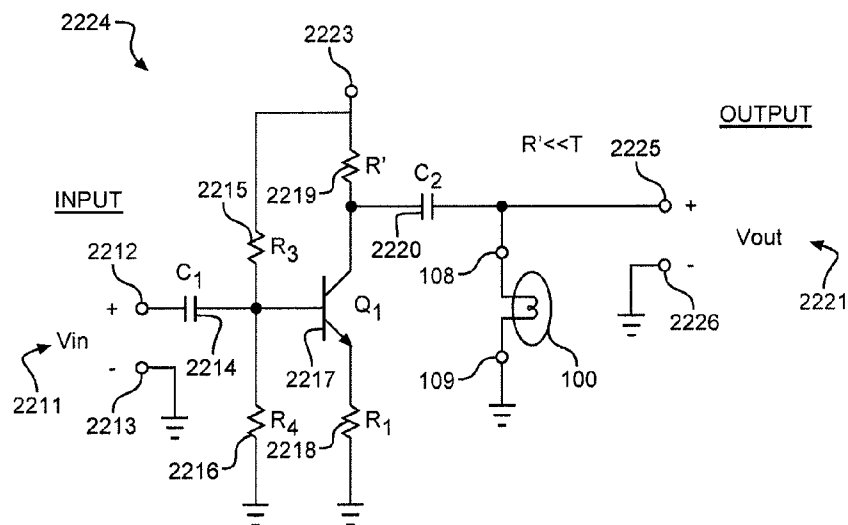 2224
2223
OUTPUT
R'<<T
2225
R'
2219
C2
INPUT
2215
2220
+
2212
R3
108
Vout
C1
-
+
Q1
2221
Vin
2214
2217
2226
-
109
100
2211
2213
R4
R1
2216
2218